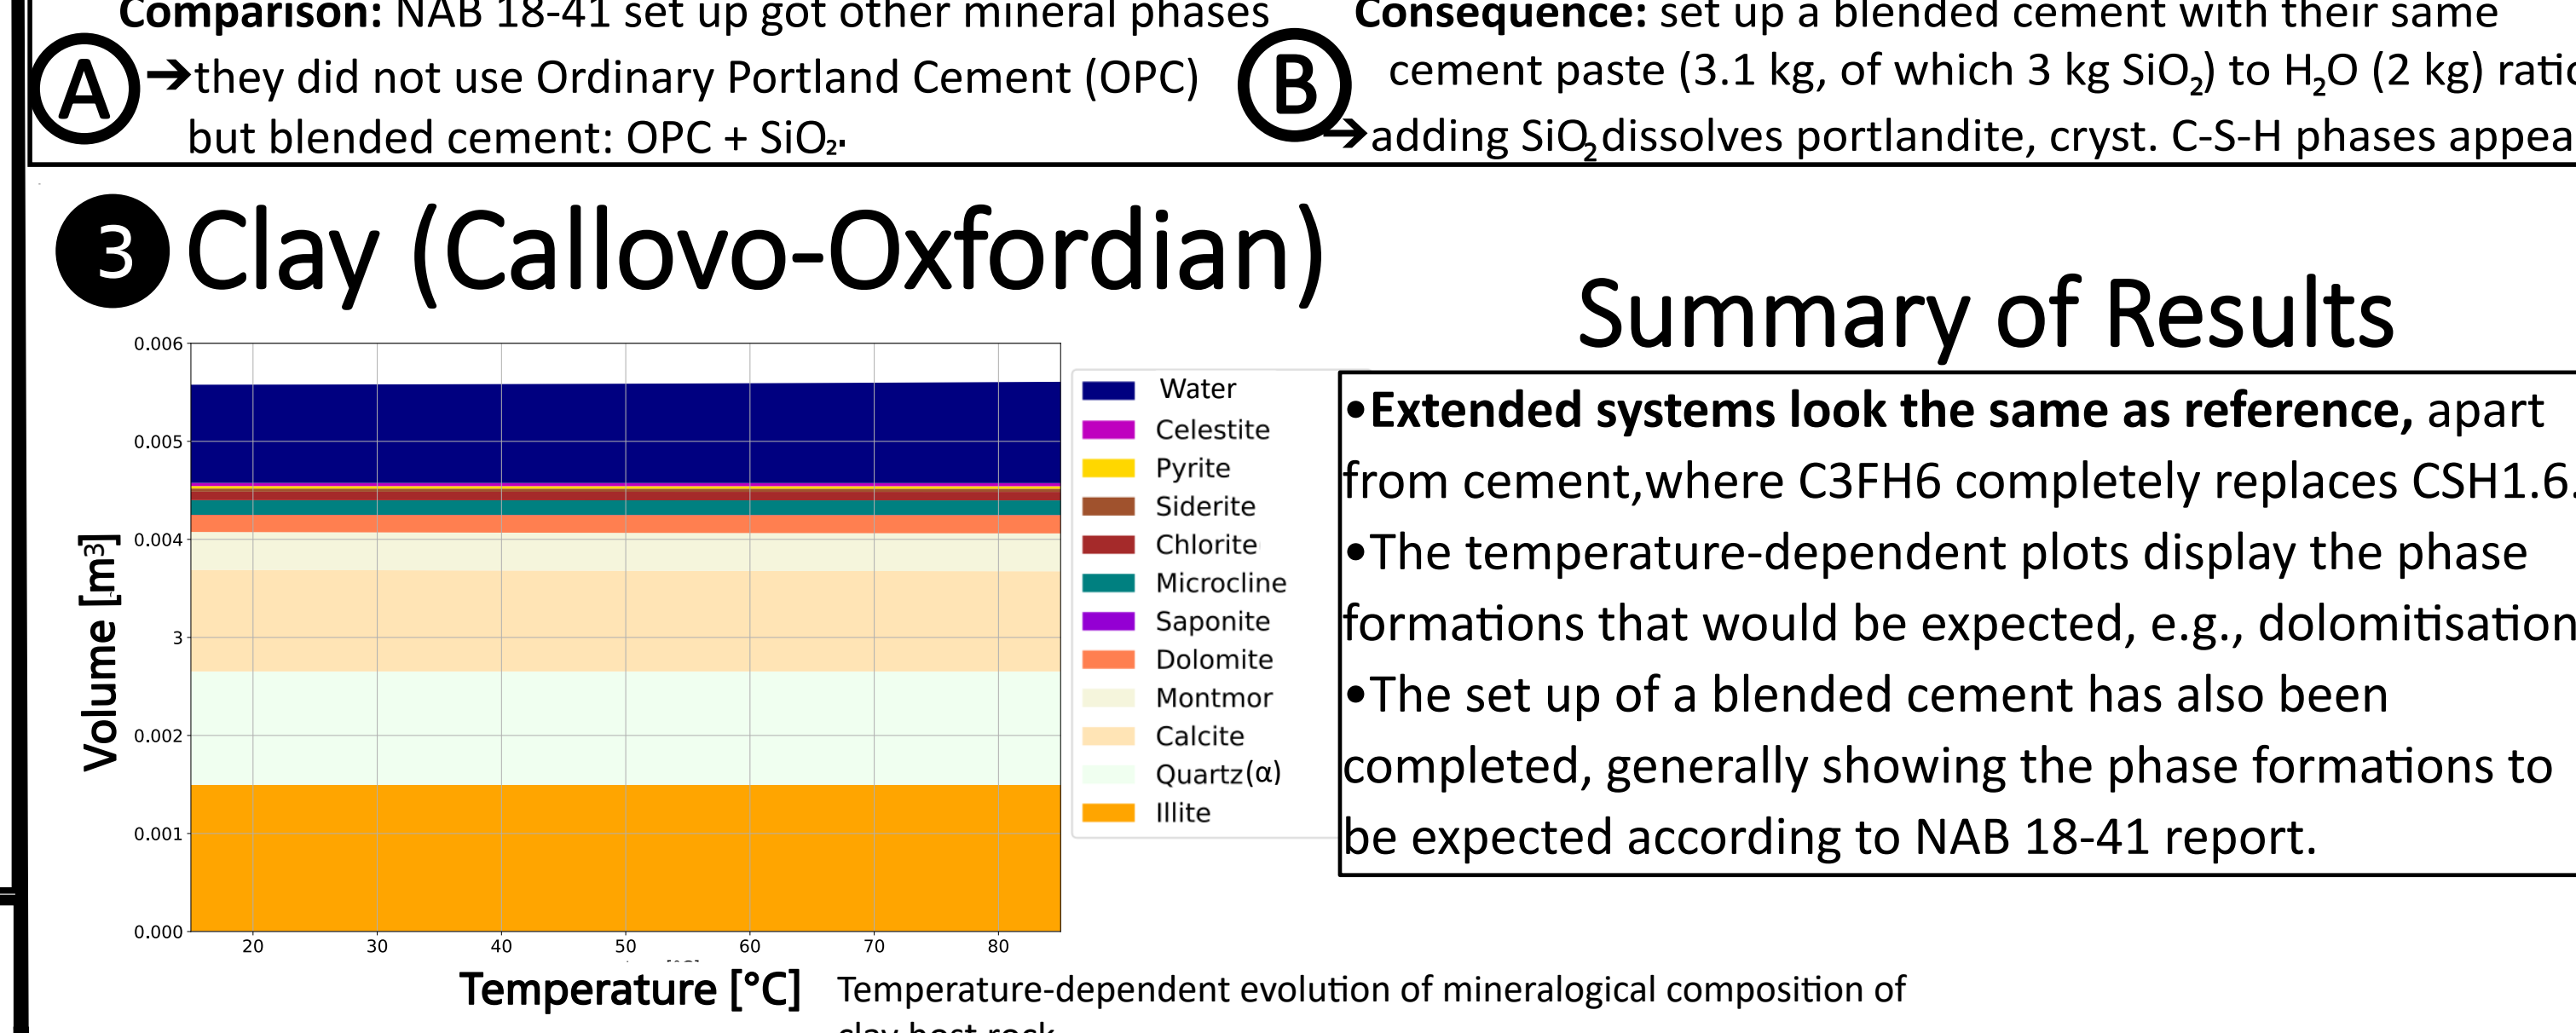 Comparison: NAB 18-41 set up got other mineral phases
A
➔they did not use Ordinary Portland Cement (OPC)
but blended cement: OPC + SiO₂.
Consequence: set up a blended cement with their same
B
cement paste (3.1 kg, of which 3 kg SiO₂) to H₂O (2 kg) ratio
➔adding SiO₂ dissolves portlandite, cryst. C-S-H phases appea
3 Clay (Callovo-Oxfordian)
0.006
0.005
0.004
3
0.002
0.001
0.000
Volume [m³]
20 30 40 50 60 70 80
Temperature [°C]
Water
Celestite
Pyrite
Siderite
Chlorite
Microcline
Saponite
Dolomite
Montmor
Calcite
Quartz(α)
Illite
Temperature-dependent evolution of mineralogical composition of
clay host rock
Summary of Results
•Extended systems look the same as reference, apart
from cement,where C3FH6 completely replaces CSH1.6.
•The temperature-dependent plots display the phase
formations that would be expected, e.g., dolomitisation
•The set up of a blended cement has also been
completed, generally showing the phase formations to
be expected according to NAB 18-41 report.